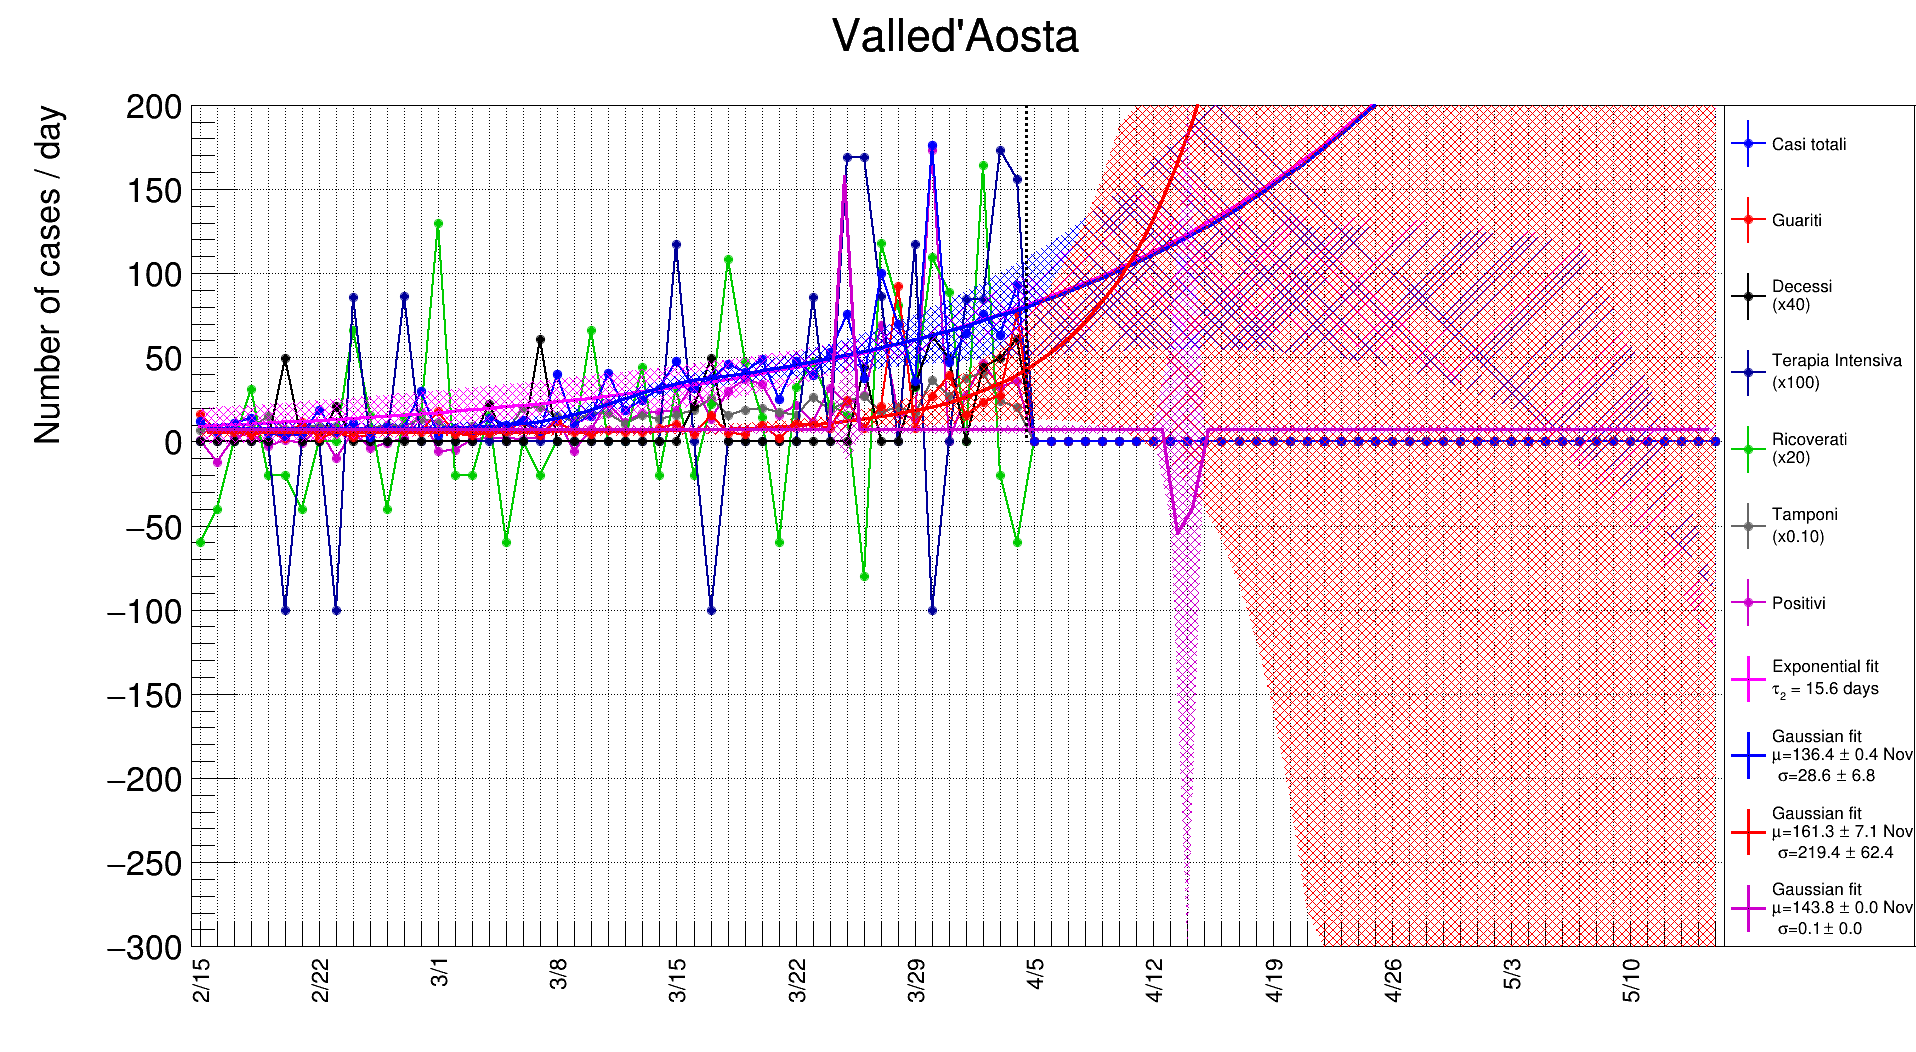 Valled'Aosta
Number of cases / day
200
150
100
50
0
−50
−100
−150
−200
−250
−300
2/15
2/22
3/1
3/8
3/15
3/22
3/29
4/5
4/12
4/19
4/26
5/3
5/10
Casi totali
Guariti
Decessi
(x40)
Terapia Intensiva
(x100)
Ricoverati
(x20)
Tamponi
(x0.10)
Positivi
Exponential fit
τ2 = 15.6 days
Gaussian fit
μ=136.4 ± 0.4 Nov
σ=28.6 ± 6.8
Gaussian fit
μ=161.3 ± 7.1 Nov
σ=219.4 ± 62.4
Gaussian fit
μ=143.8 ± 0.0 Nov
σ=0.1 ± 0.0